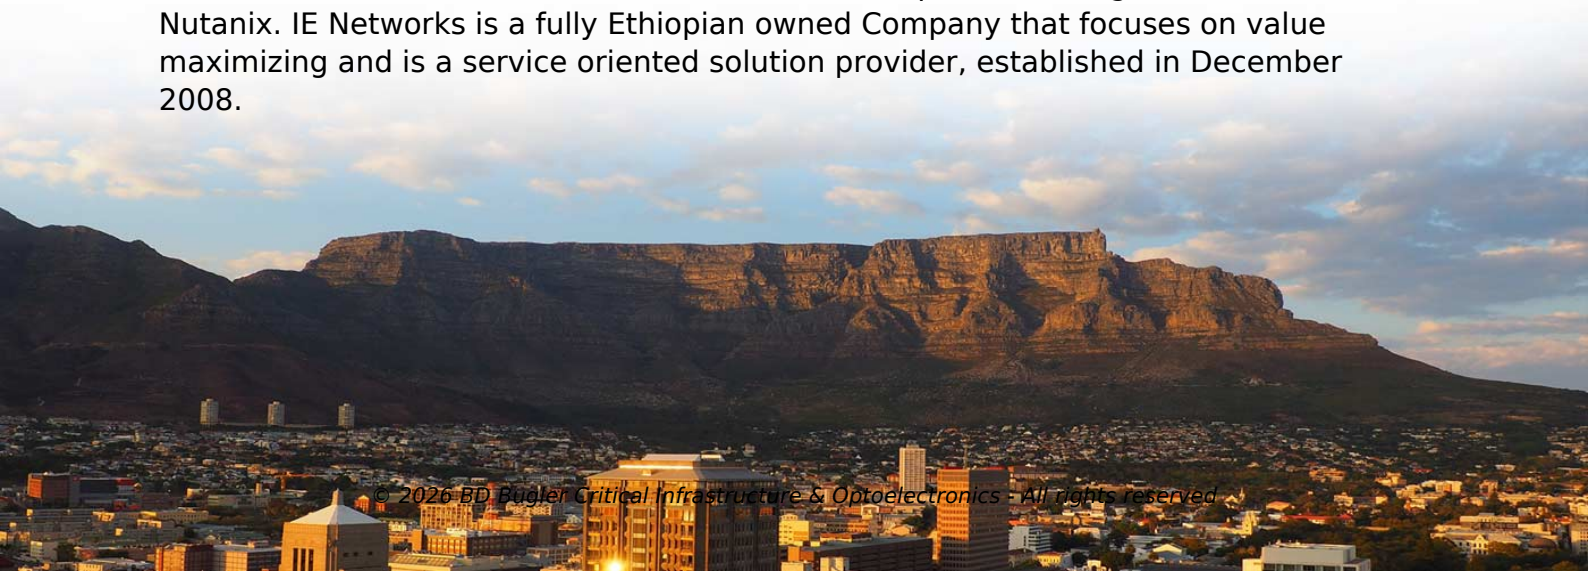 Nutanix. IE Networks is a fully Ethiopian owned Company that focuses on value
maximizing and is a service oriented solution provider, established in December
2008.
© 2026 BD Bugler Critical Infrastructure & Optoelectronics - All rights reserved